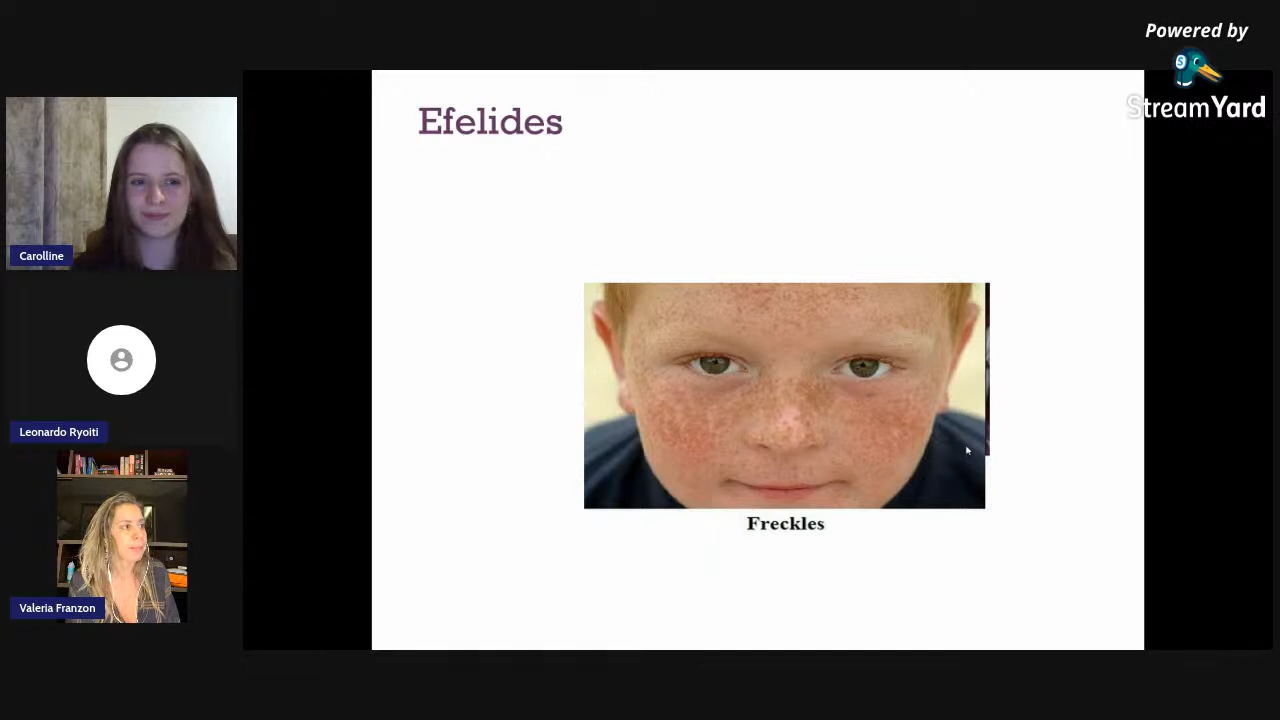 Powered by
StreamYard
Efelides
Carolline
Leonardo Ryoiti
Freckles
Valeria Franzon